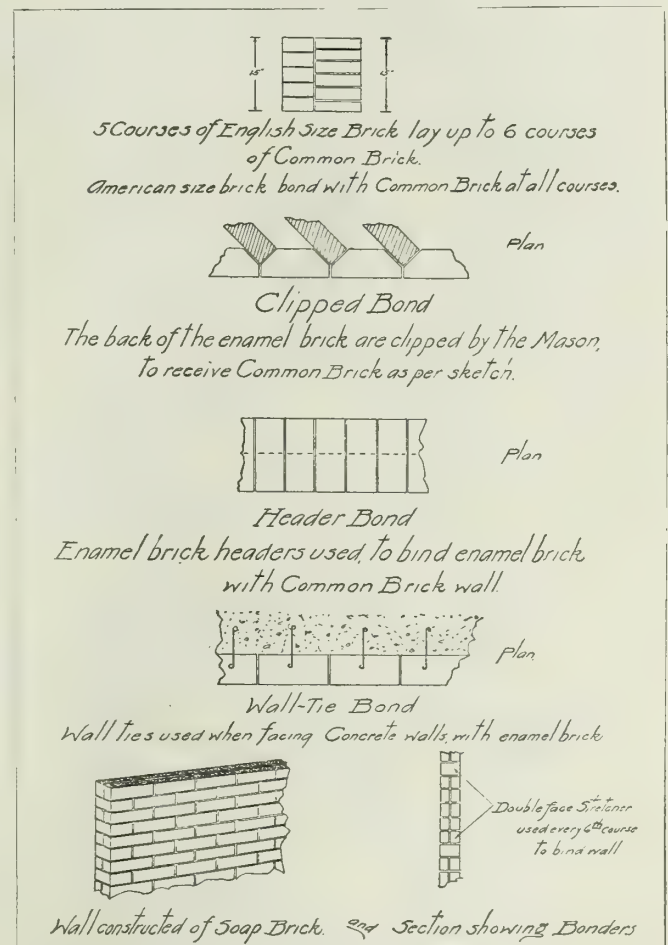 15" 15"
5 Courses of English Size Brick lay up to 6 courses
of Common Brick.
American size brick bond with Common Brick at all courses.
Plan
Clipped Bond
The back of the enamel brick are clipped by the Mason,
to receive Common Brick as per sketch.
Plan
Header Bond
Enamel brick headers used, to bind enamel brick
with Common Brick wall.
Plan
Wall-Tie Bond
Wall ties used when facing Concrete walls, with enamel brick
Double face Stretcher
used every 6th course
to bind wall
Wall constructed of Soap Brick. and Section showing Bonders